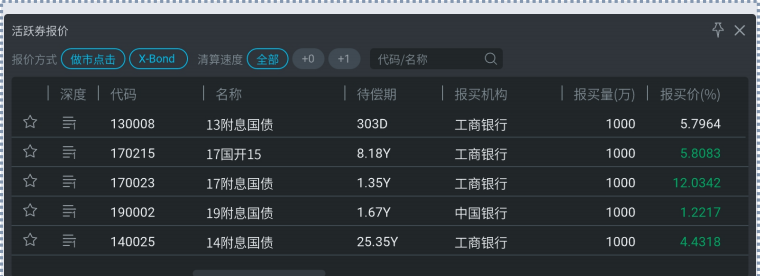 活跃券报价
报价方式 做市点击 X-Bond 清算速度 全部 +0 +1 代码/名称
深度 代码 名称 待偿期 报买机构 报买量(万) 报买价(%)
130008 13附息国债 303D 工商银行 1000 5.7964
170215 17国开15 8.18Y 工商银行 1000 5.8083
170023 17附息国债 1.35Y 工商银行 1000 12.0342
190002 19附息国债 1.67Y 中国银行 1000 1.2217
140025 14附息国债 25.35Y 工商银行 1000 4.4318